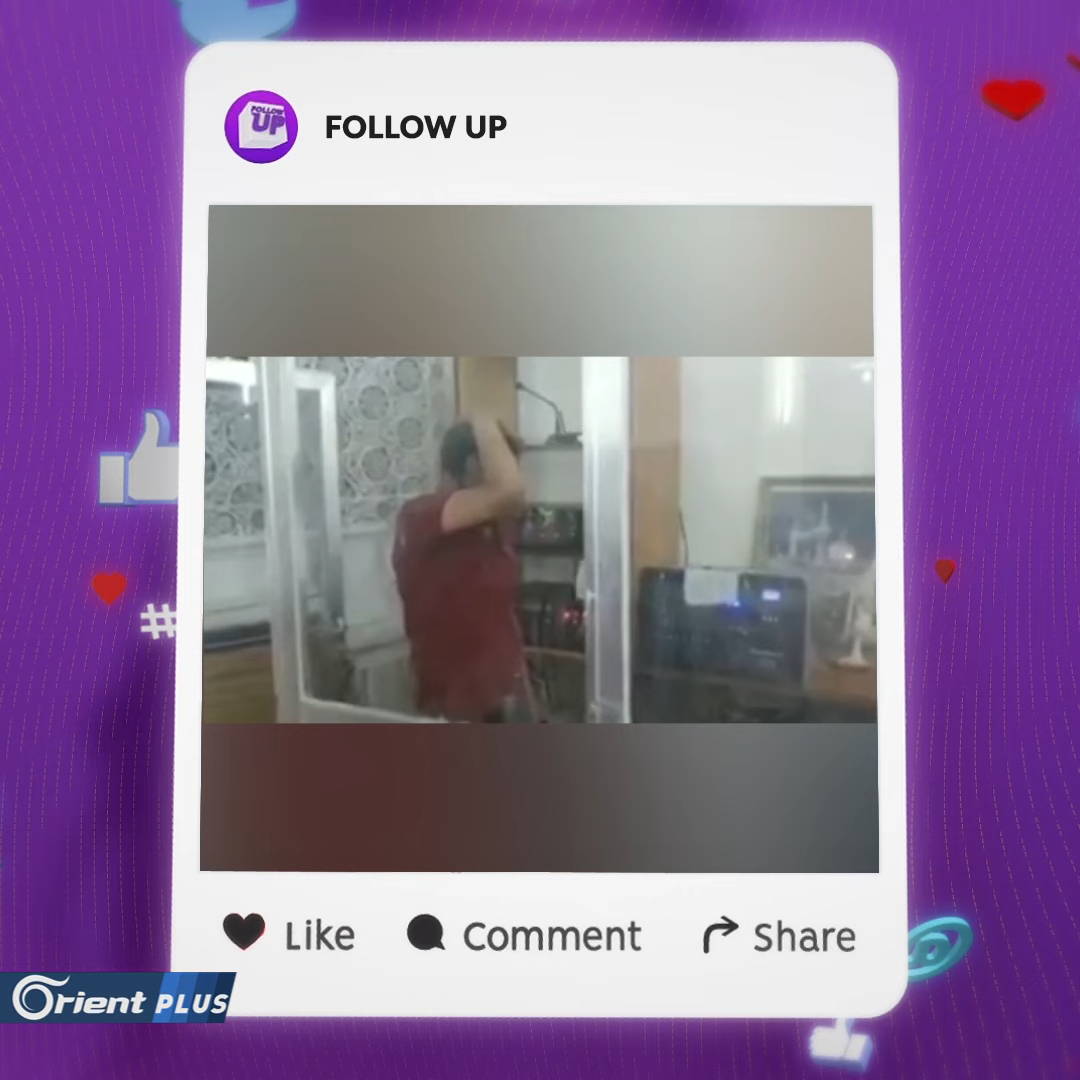 FOLLOW UP
FOLLOW UP
Like
Comment
Share
#
Orient PLUS